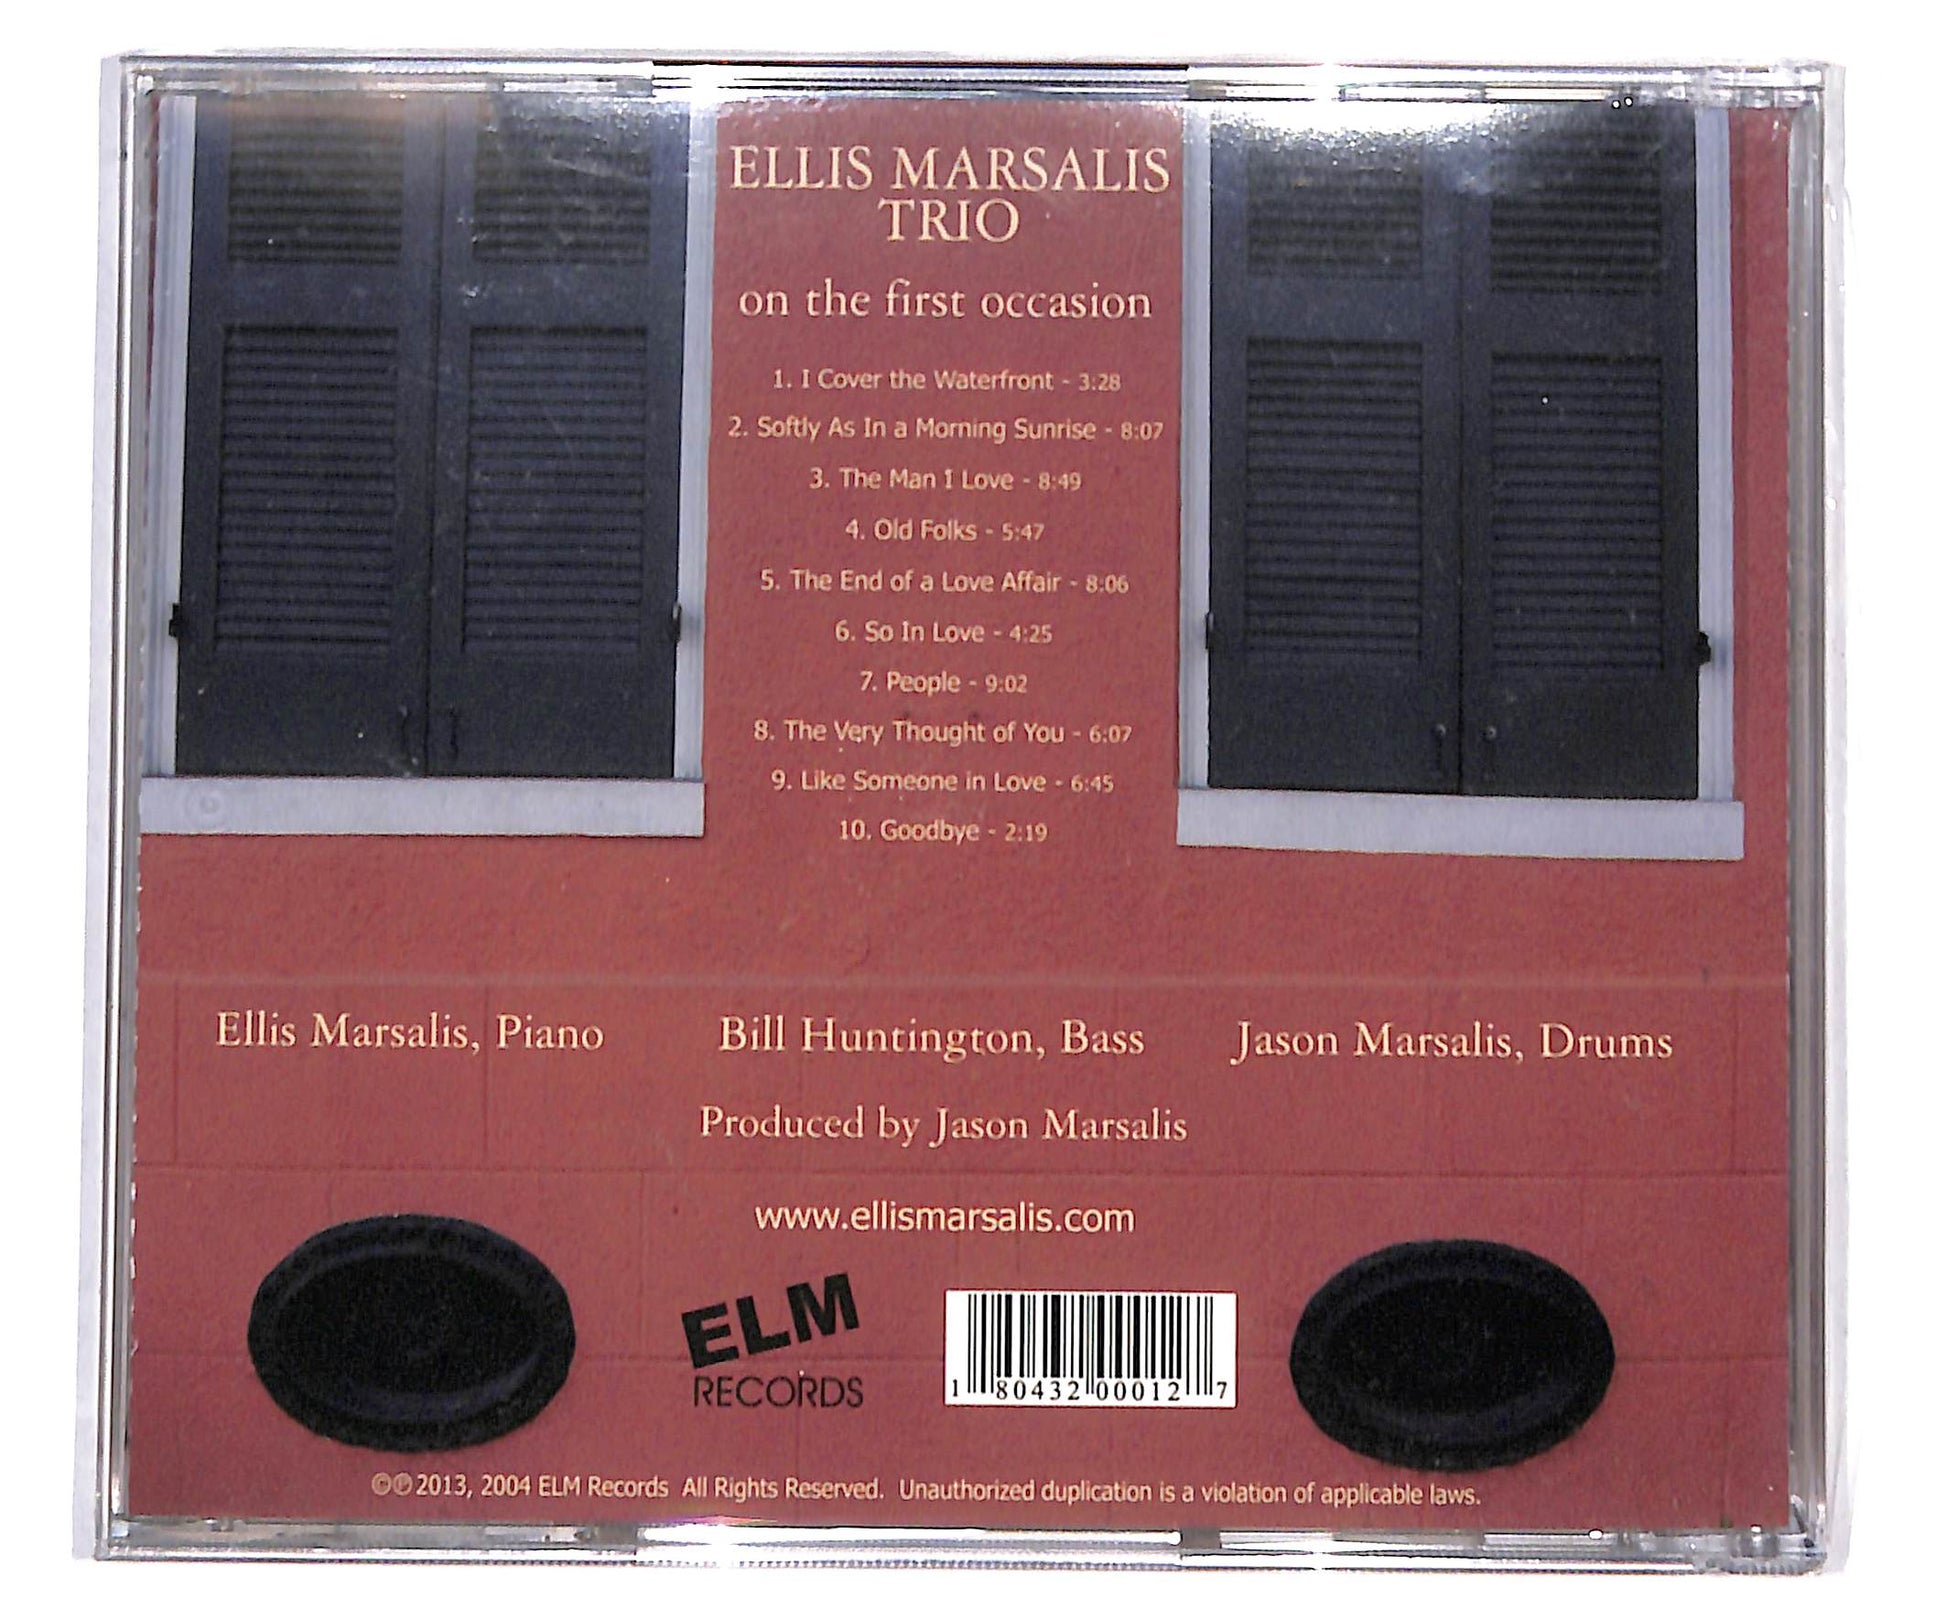 ELLIS MARSALIS
TRIO
on the first occasion
1. I Cover the Waterfront - 3:28
2. Softly As In a Morning Sunrise - 8:07
3. The Man I Love - 8:49
4. Old Folks - 5:47
5. The End of a Love Affair - 8:06
6. So In Love - 4:25
7. People - 9:02
8. The Very Thought of You - 6:07
9. Like Someone in Love - 6:45
10. Goodbye - 2:19
Ellis Marsalis, Piano
Bill Huntington, Bass
Jason Marsalis, Drums
Produced by Jason Marsalis
www.ellismarsalis.com
ELM
RECORDS
1 80432 00012 7
©℗2013, 2004 ELM Records All Rights Reserved. Unauthorized duplication is a violation of applicable laws.